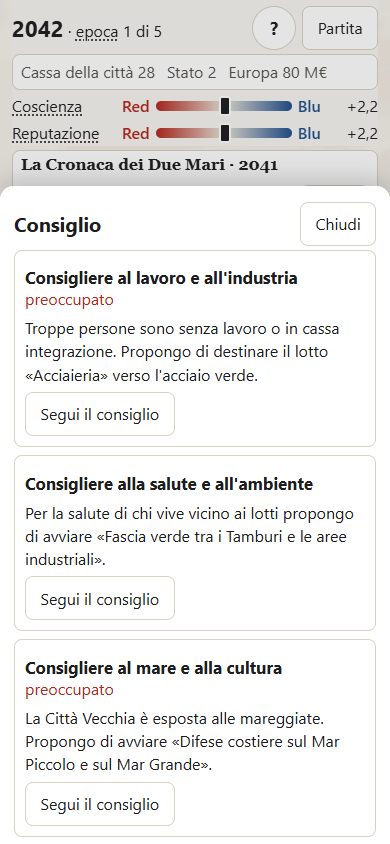 2042 · epoca 1 di 5
?
Partita
Cassa della città 28 Stato 2 Europa 80 M€
Coscienza Red Blu +2,2
Reputazione Red Blu +2,2
La Cronaca dei Due Mari · 2041
Consiglio
Chiudi
Consigliere al lavoro e all'industria
preoccupato
Troppe persone sono senza lavoro o in cassa
integrazione. Propongo di destinare il lotto
«Acciaieria» verso l'acciaio verde.
Segui il consiglio
Consigliere alla salute e all'ambiente
Per la salute di chi vive vicino ai lotti propongo
di avviare «Fascia verde tra i Tamburi e le aree
industriali».
Segui il consiglio
Consigliere al mare e alla cultura
preoccupato
La Città Vecchia è esposta alle mareggiate.
Propongo di avviare «Difese costiere sul Mar
Piccolo e sul Mar Grande».
Segui il consiglio